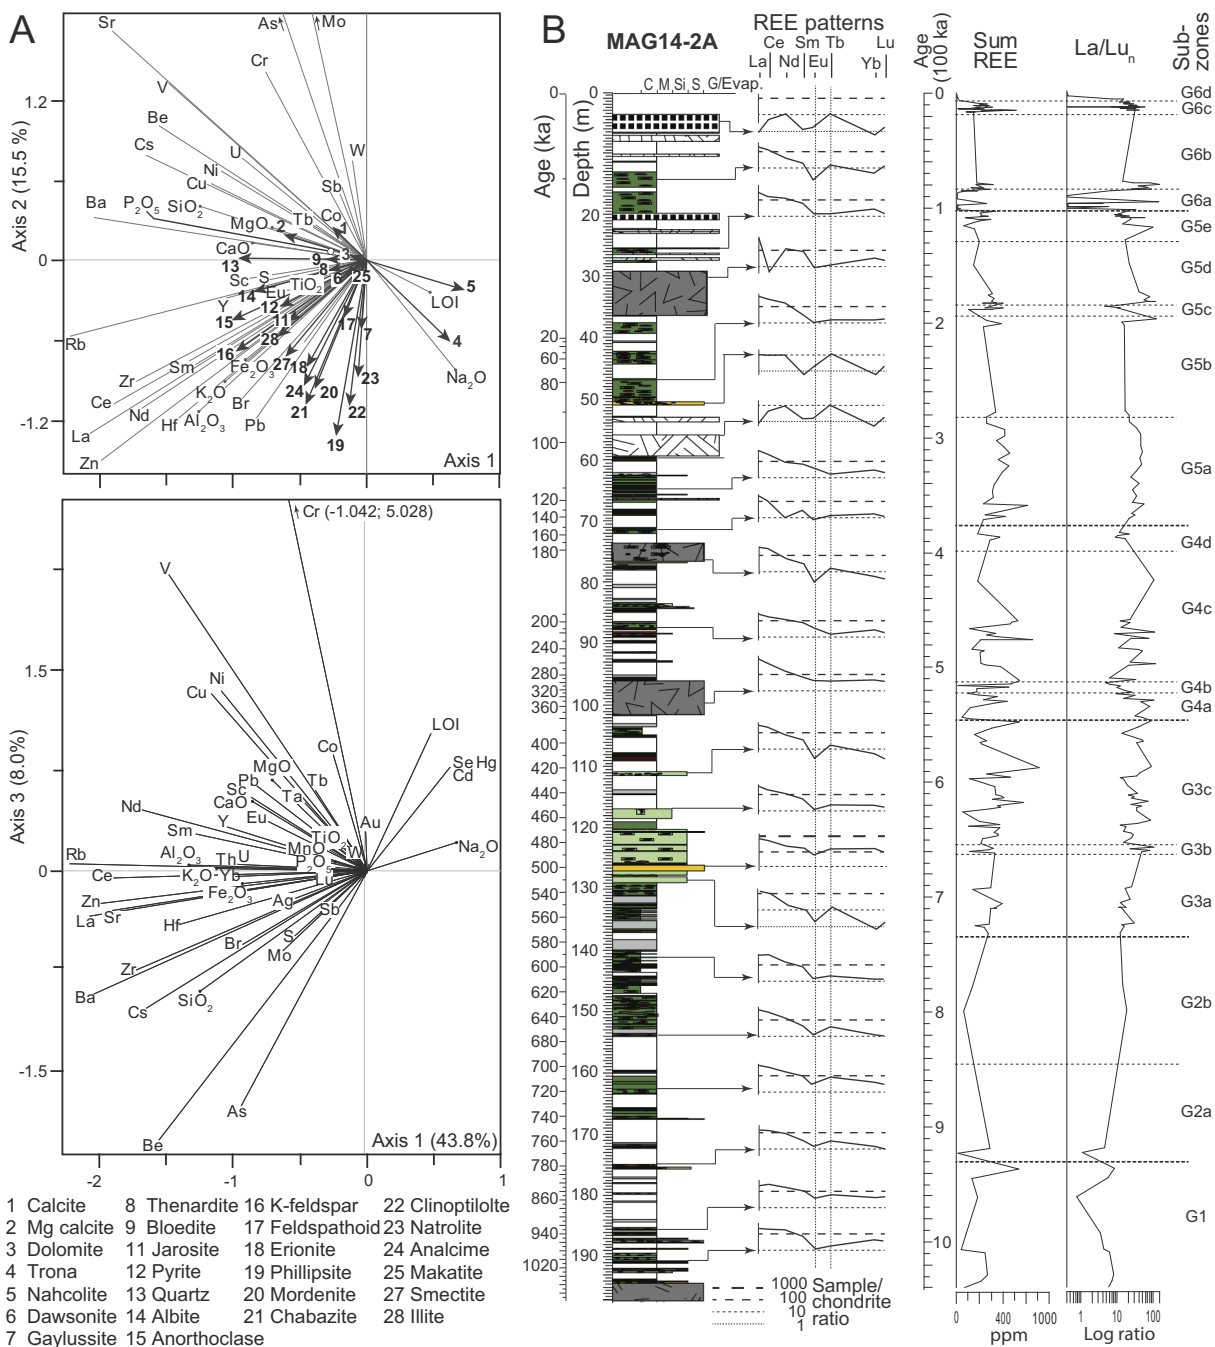 A
Sr
As
Mo
Cr
V
1.2
Be
Cs
U
W
Ni
Cu
Sb
Ba
P2O5
SiO2
Tb
Co
MgO
2
1
CaO
9
3
0
13
8
6
25
Sc
S
TiO2
14
Eu
12
5
LOI
Y
15
11
17
7
4
Rb
28
16
Sm
Fe2O3
27
18
Zr
K2O
24
20
23
Na2O
Ce
Nd
Br
21
22
-1.2
Hf
Al2O3
Pb
La
19
Zn
Axis 1
Axis 2 (15.5 %)
Cr (-1.042; 5.028)
V
1.5
Ni
Cu
LOI
Co
MgO
Se
Hg
Pb
Tb
Cd
Sc
CaO
Ta
Nd
Eu
Y
Au
Sm
TiO2
MnO
W
Na2O
Rb
Al2O3
Th
U
P2O5
0
Ce
K2O
Yb
Lu
Fe2O3
Zn
Ag
La
Sr
Hf
Sb
Br
S
Mo
Zr
Ba
SiO2
Cs
-1.5
As
Be
Axis 1 (43.8%)
Axis 3 (8.0%)
-2
-1
0
1
1 Calcite
2 Mg calcite
3 Dolomite
4 Trona
5 Nahcolite
6 Dawsonite
7 Gaylussite
8 Thenardite
9 Bloedite
11 Jarosite
12 Pyrite
13 Quartz
14 Albite
15 Anorthoclase
16 K-feldspar
17 Feldspathoid
18 Erionite
19 Phillipsite
20 Mordenite
21 Chabazite
22 Clinoptilolte
23 Natrolite
24 Analcime
25 Makatite
27 Smectite
28 Illite
B
MAG14-2A
REE patterns
Ce Sm Tb Lu
La Nd Eu Yb
C M Si S G/Evap.
Age (ka)
0
20
60
80
100
120
140
180
200
240
280
320
360
400
420
440
460
480
500
540
560
580
600
620
640
680
700
720
740
760
780
860
940
1020
Depth (m)
0
10
20
30
40
50
60
70
80
90
100
110
120
130
140
150
160
170
180
190
1000
100
10
1
Sample/
chondrite
ratio
Age
(100 ka)
0
1
2
3
4
5
6
7
8
9
10
Sum
REE
0
400
1000
ppm
La/Lun
1
10
100
Log ratio
Sub-
zones
G6d
G6c
G6b
G6a
G5e
G5d
G5c
G5b
G5a
G4d
G4c
G4b
G4a
G3c
G3b
G3a
G2b
G2a
G1